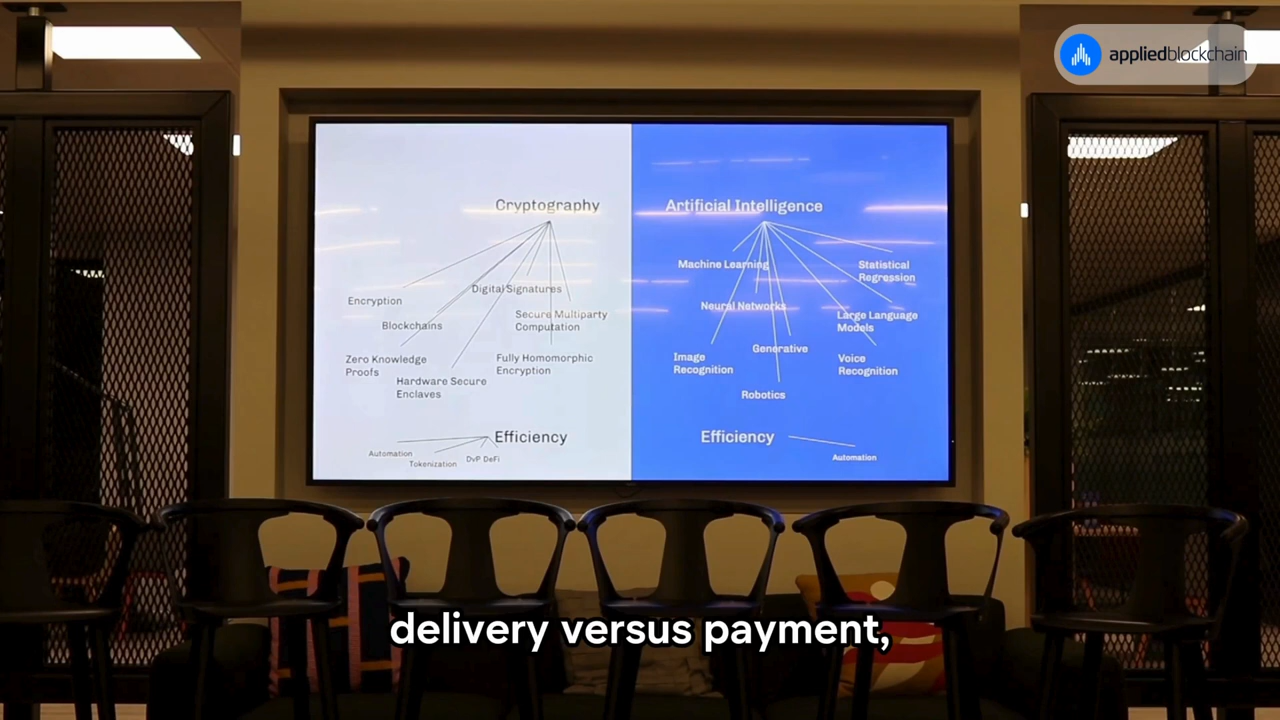 appliedblockchain
Cryptography
Encryption
Digital Signatures
Blockchains
Secure Multiparty
Computation
Zero Knowledge
Proofs
Fully Homomorphic
Encryption
Hardware Secure
Enclaves
Efficiency
Automation
Tokenization
DvP DeFi
Artificial Intelligence
Machine Learning
Statistical
Regression
Neural Networks
Large Language
Models
Generative
Image
Recognition
Voice
Recognition
Robotics
Efficiency
Automation
delivery versus payment,